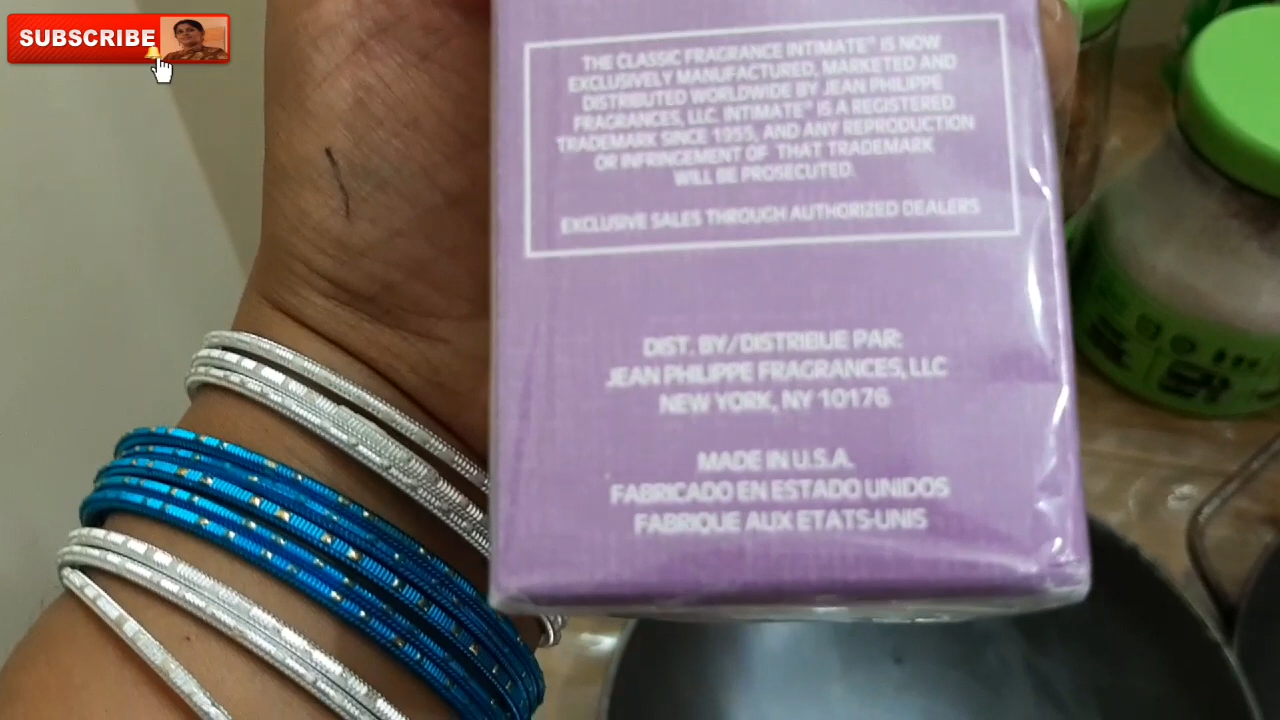 SUBSCRIBE
THE CLASSIC FRAGRANCE INTIMATE® IS NOW
EXCLUSIVELY MANUFACTURED, MARKETED AND
DISTRIBUTED WORLDWIDE BY JEAN PHILIPPE
FRAGRANCES, LLC. INTIMATE® IS A REGISTERED
TRADEMARK SINCE 1955, AND ANY REPRODUCTION
OR INFRINGEMENT OF THAT TRADEMARK
WILL BE PROSECUTED.
EXCLUSIVE SALES THROUGH AUTHORIZED DEALERS
DIST. BY/DISTRIBUE PAR:
JEAN PHILIPPE FRAGRANCES, LLC
NEW YORK, NY 10176
MADE IN U.S.A.
FABRICADO EN ESTADO UNIDOS
FABRIQUE AUX ETATS-UNIS